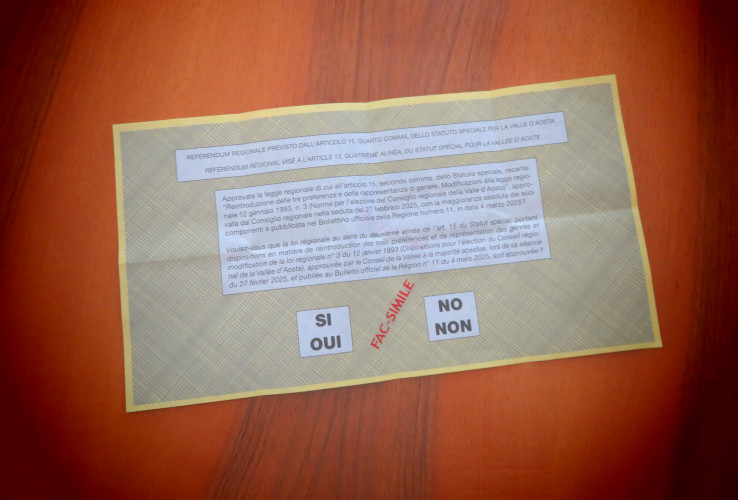 REFERENDUM REGIONALE PREVISTO DALL'ARTICOLO 15, QUARTO COMMA, DELLO STATUTO SPECIALE PER LA VALLE D'AOSTA
RÉFÉRENDUM RÉGIONAL VISÉ À L'ARTICLE 15, QUATRIÈME ALINÉA, DU STATUT SPÉCIAL POUR LA VALLÉE D'AOSTE
Approvate la legge regionale di cui all'articolo 15, secondo comma, dello Statuto speciale, recante:
"Reintroduzione delle tre preferenze e della rappresentanza di genere. Modificazioni alla legge regio-
nale 12 gennaio 1993, n. 3 (Norme per l'elezione del Consiglio regionale della Valle d'Aosta)", appro-
vata dal Consiglio regionale nella seduta del 27 febbraio 2025, con la maggioranza assoluta dei suoi
componenti e pubblicata nel Bollettino ufficiale della Regione numero 11, in data 4 marzo 2025?
Voulez-vous que la loi régionale au sens du deuxième alinéa de l'art. 15 du Statut spécial, portant
dispositions en matière de réintroduction des trois préférences et de représentation des genres et
modification de la loi régionale n° 3 du 12 janvier 1993 (Dispositions pour l'élection du Conseil régio-
nal de la Vallée d'Aoste), approuvée par le Conseil de la Vallée à la majorité absolue, lors de sa séance
du 27 février 2025, et publiée au Bulletin officiel de la Région n° 11 du 4 mars 2025, soit approuvée ?
SI
OUI
FAC-SIMILE
NO
NON